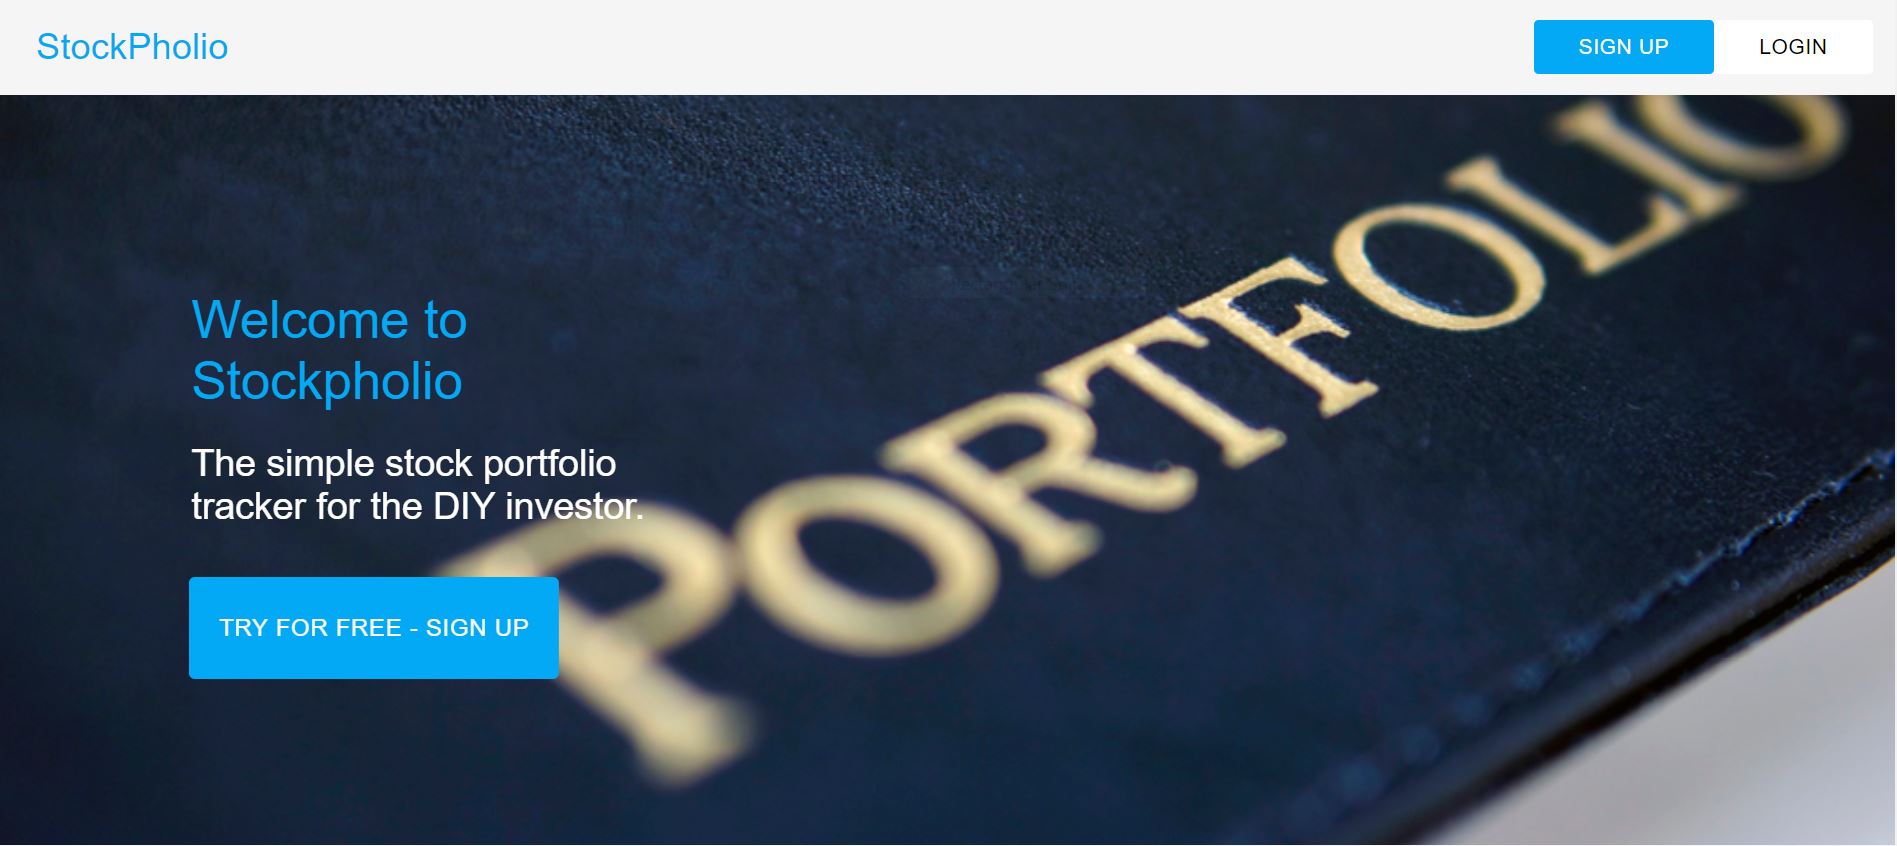 StockPholio
SIGN UP
LOGIN
PORTFOLIO
Welcome to
Stockpholio
The simple stock portfolio
tracker for the DIY investor.
TRY FOR FREE - SIGN UP